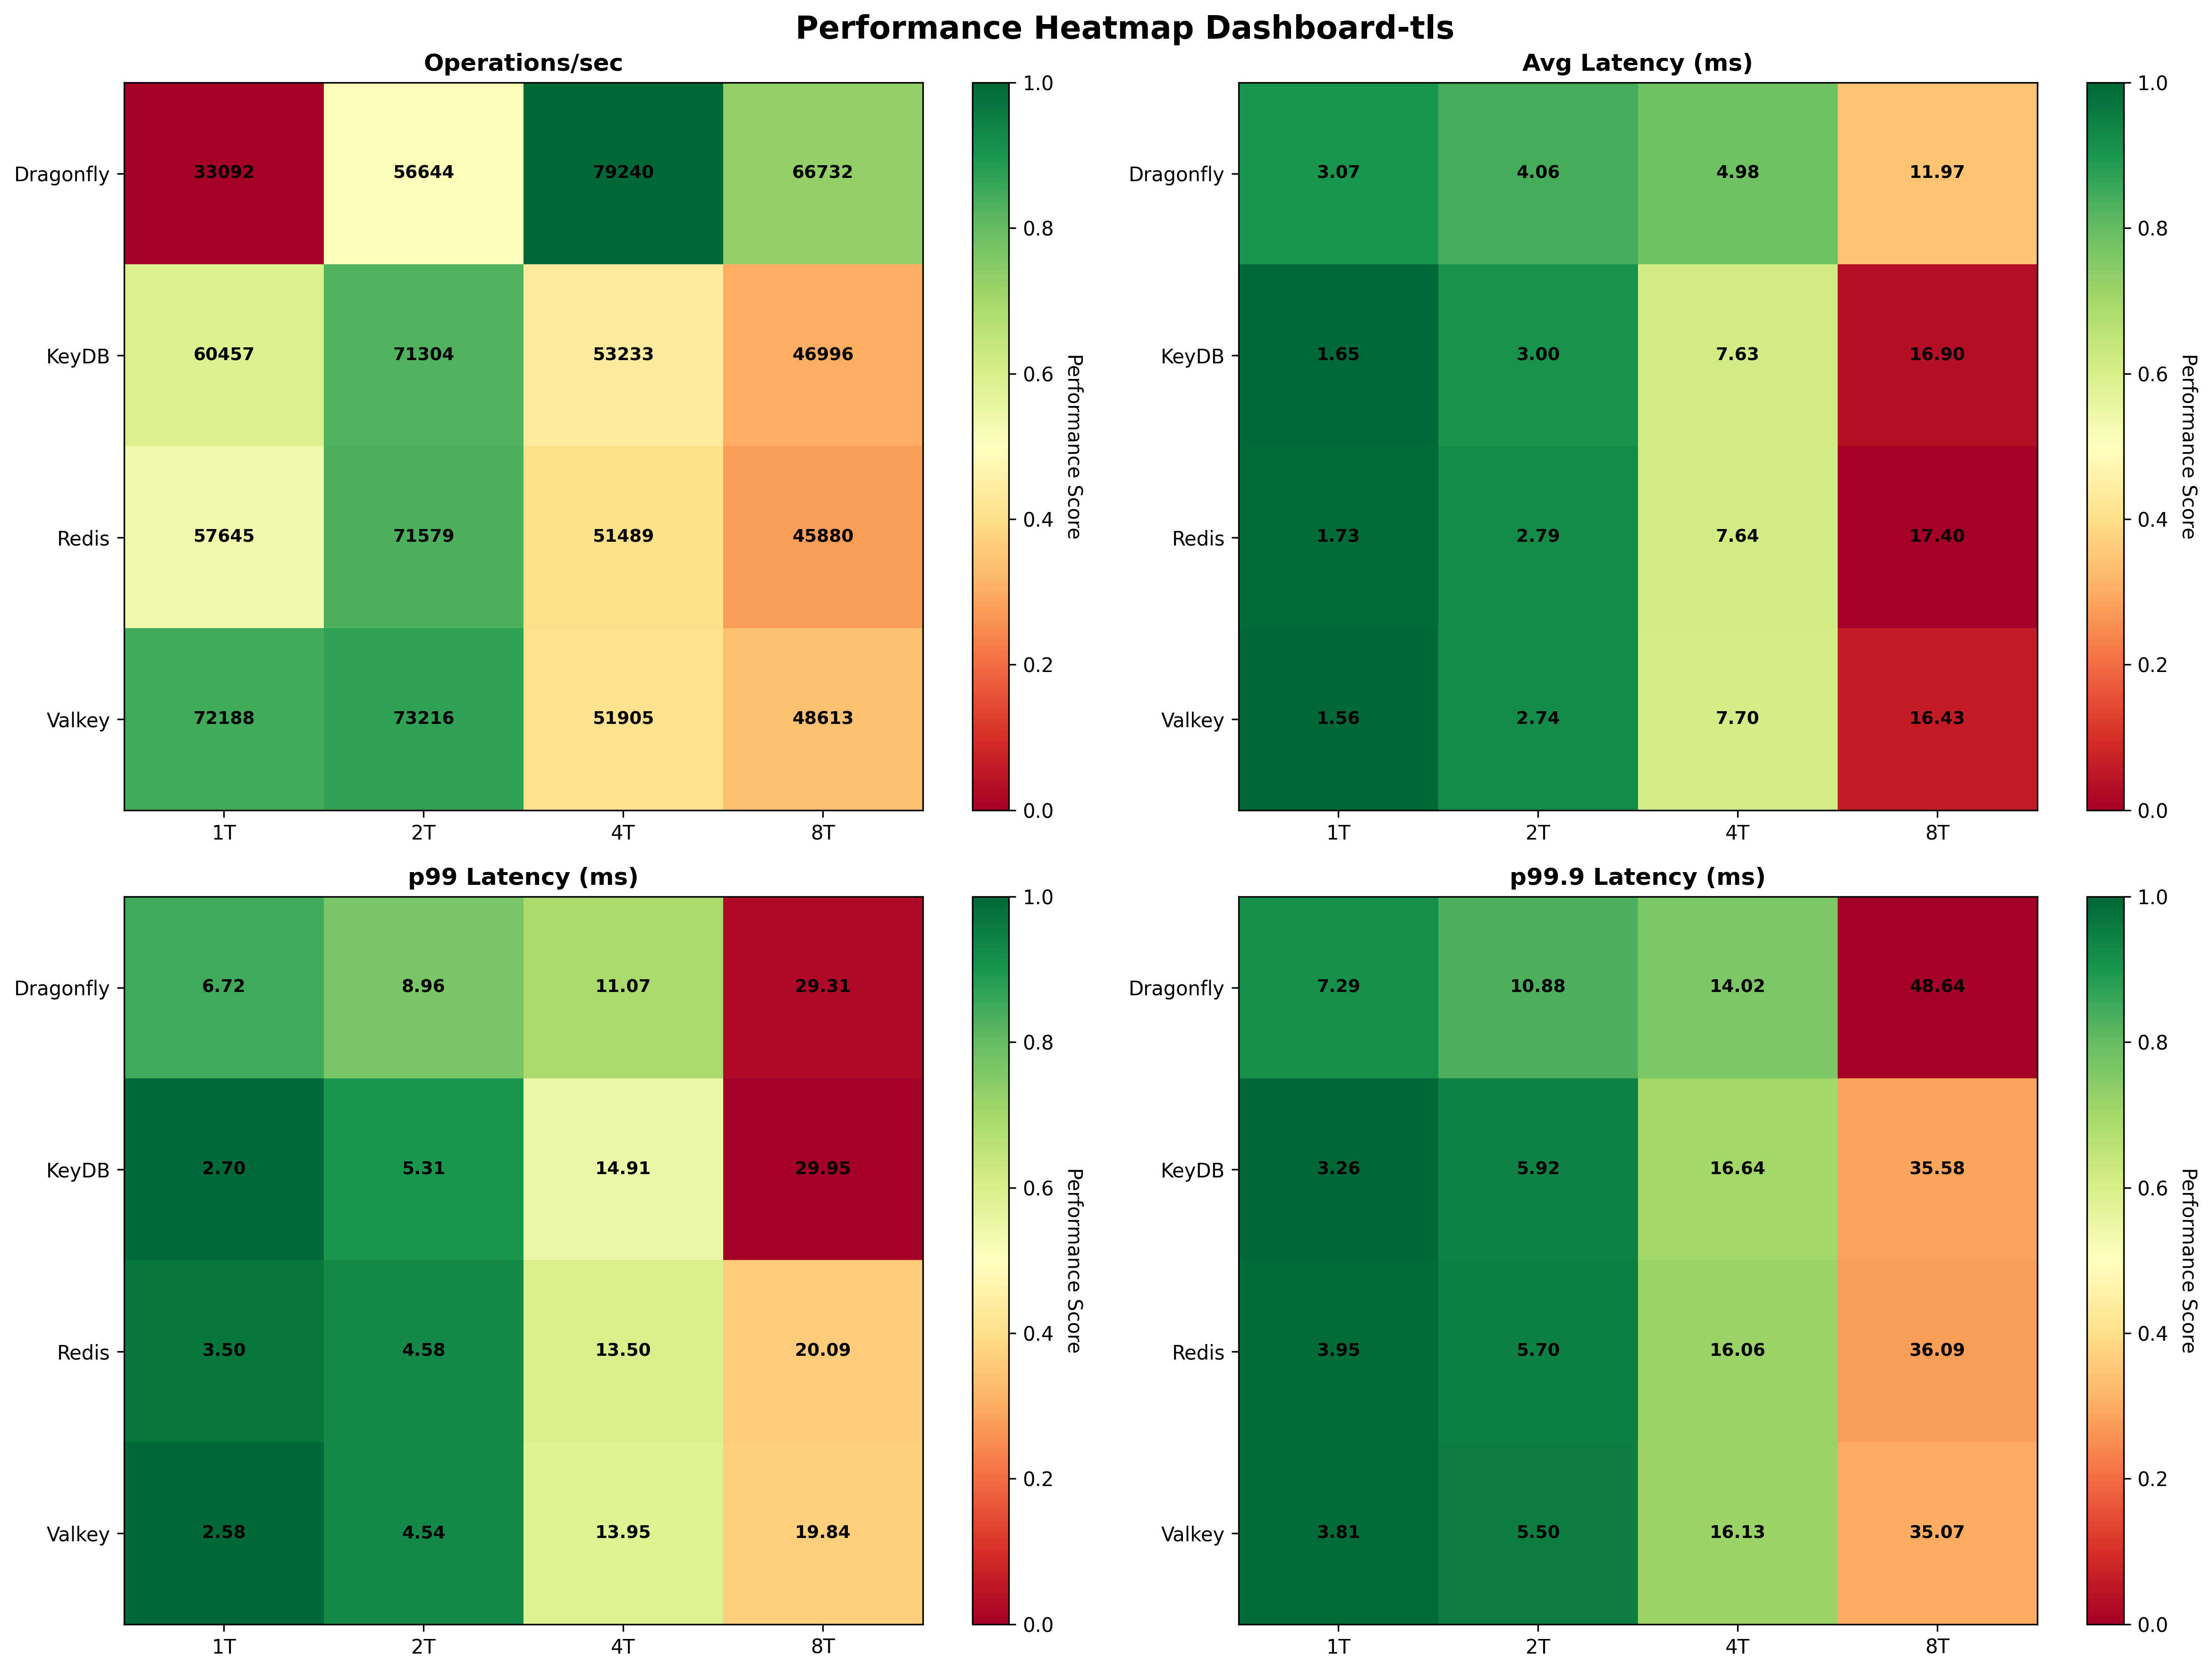 Performance Heatmap Dashboard-tls
Operations/sec
Dragonfly 33092 56644 79240 66732
KeyDB 60457 71304 53233 46996
Redis 57645 71579 51489 45880
Valkey 72188 73216 51905 48613
1T 2T 4T 8T
1.0
0.8
0.6
0.4
0.2
0.0
Performance Score
Avg Latency (ms)
Dragonfly 3.07 4.06 4.98 11.97
KeyDB 1.65 3.00 7.63 16.90
Redis 1.73 2.79 7.64 17.40
Valkey 1.56 2.74 7.70 16.43
1T 2T 4T 8T
1.0
0.8
0.6
0.4
0.2
0.0
Performance Score
p99 Latency (ms)
Dragonfly 6.72 8.96 11.07 29.31
KeyDB 2.70 5.31 14.91 29.95
Redis 3.50 4.58 13.50 20.09
Valkey 2.58 4.54 13.95 19.84
1T 2T 4T 8T
1.0
0.8
0.6
0.4
0.2
0.0
Performance Score
p99.9 Latency (ms)
Dragonfly 7.29 10.88 14.02 48.64
KeyDB 3.26 5.92 16.64 35.58
Redis 3.95 5.70 16.06 36.09
Valkey 3.81 5.50 16.13 35.07
1T 2T 4T 8T
1.0
0.8
0.6
0.4
0.2
0.0
Performance Score